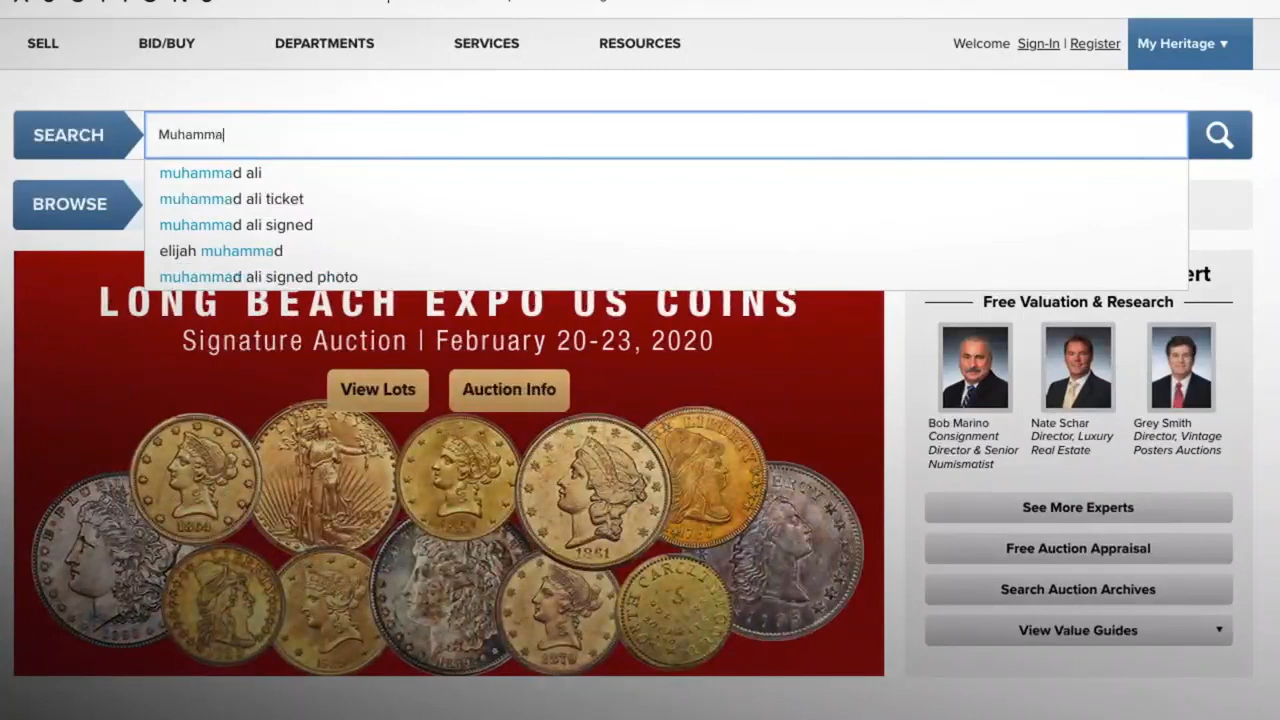 SELL BID/BUY DEPARTMENTS SERVICES RESOURCES Welcome Sign-In | Register My Heritage ▼
SEARCH Muhamma
muhammad ali
muhammad ali ticket
muhammad ali signed
elijah muhammad
muhammad ali signed photo
BROWSE
LONG BEACH EXPO US COINS
Signature Auction | February 20-23, 2020
View Lots Auction Info
1861
1879
ert
Free Valuation & Research
Bob Marino
Consignment
Director & Senior
Numismatist
Nate Schar
Director, Luxury
Real Estate
Grey Smith
Director, Vintage
Posters Auctions
See More Experts
Free Auction Appraisal
Search Auction Archives
View Value Guides ▼